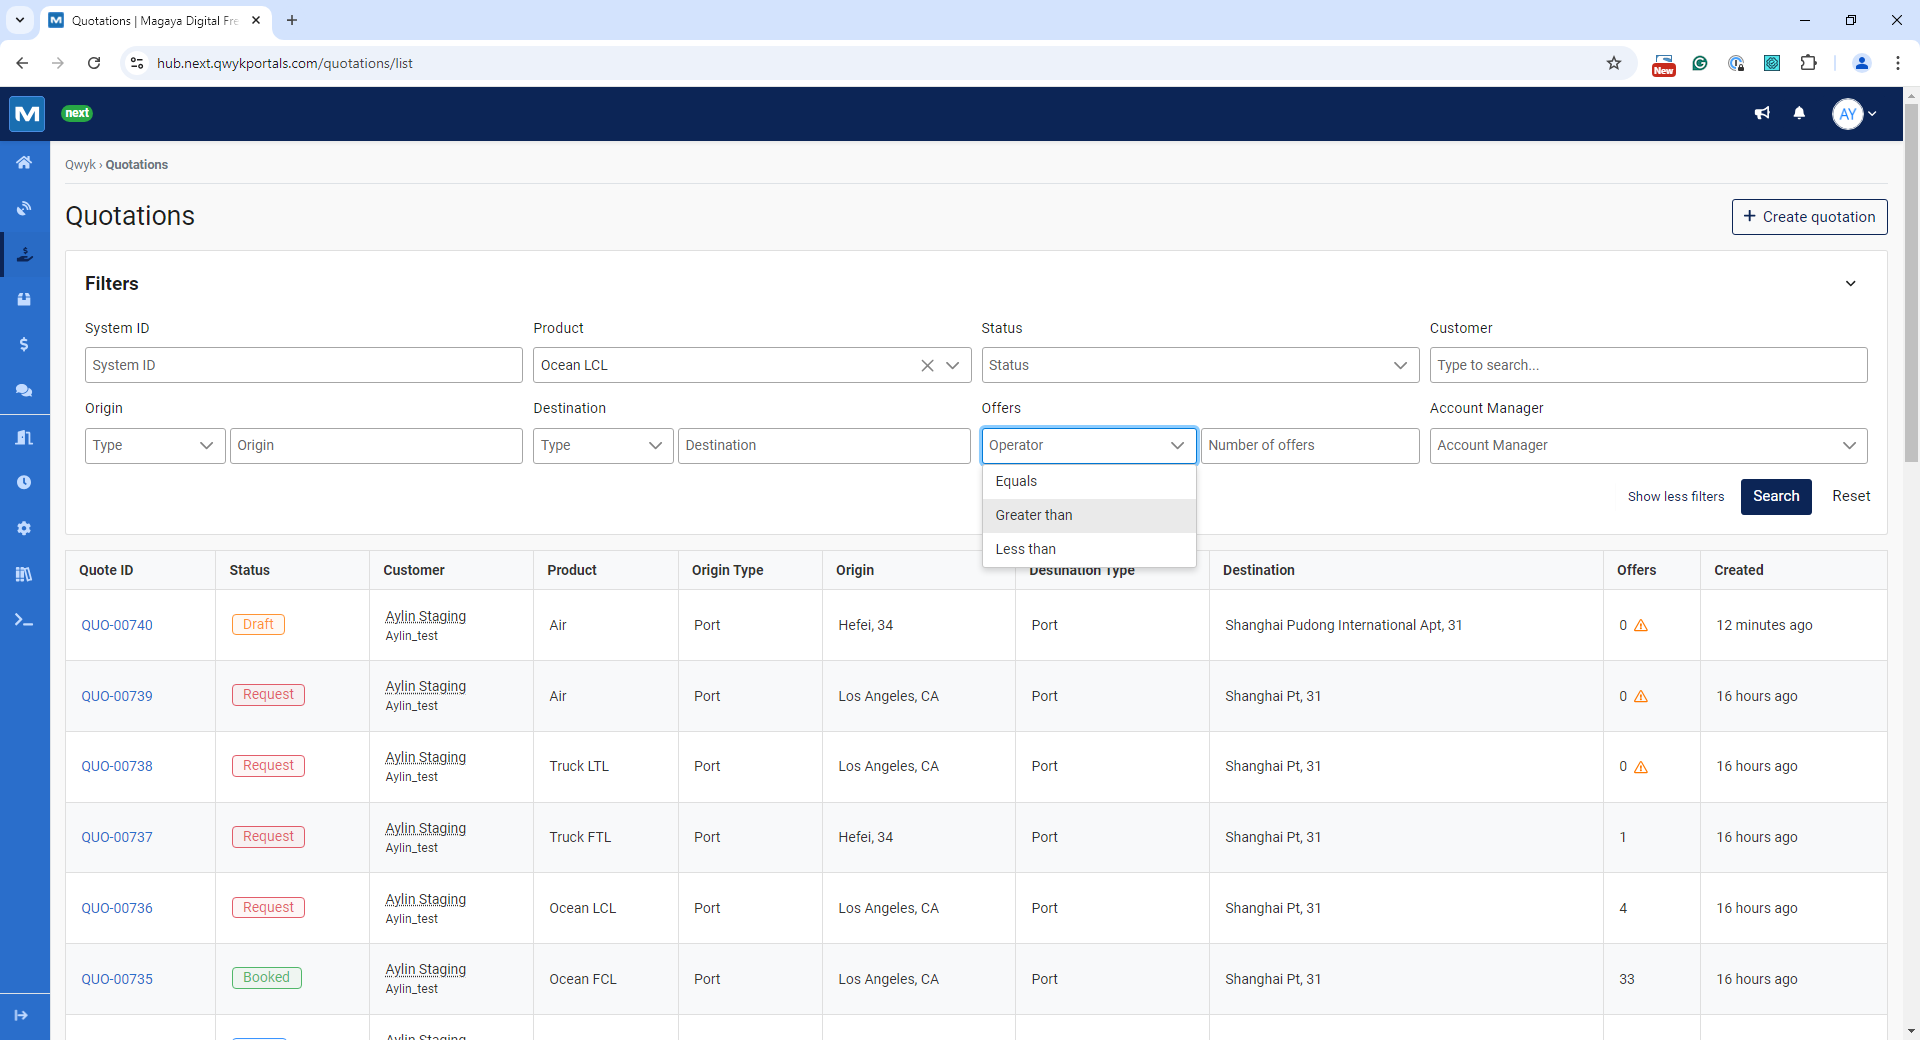 Quotations | Magaya Digital Fre
hub.next.qwykportals.com/quotations/list
New
M next AY
Qwyk › Quotations
Quotations
+ Create quotation
Filters
System ID Product Status Customer
System ID Ocean LCL Status Type to search...
Origin Destination Offers Account Manager
Type Origin Type Destination Operator Number of offers Account Manager
Equals
Greater than
Less than
Show less filters Search Reset
Quote ID Status Customer Product Origin Type Origin Destination Type Destination Offers Created
QUO-00740 Draft Aylin Staging Air Port Hefei, 34 Port Shanghai Pudong International Apt, 31 0 12 minutes ago
Aylin_test
QUO-00739 Request Aylin Staging Air Port Los Angeles, CA Port Shanghai Pt, 31 0 16 hours ago
Aylin_test
QUO-00738 Request Aylin Staging Truck LTL Port Los Angeles, CA Port Shanghai Pt, 31 0 16 hours ago
Aylin_test
QUO-00737 Request Aylin Staging Truck FTL Port Hefei, 34 Port Shanghai Pt, 31 1 16 hours ago
Aylin_test
QUO-00736 Request Aylin Staging Ocean LCL Port Los Angeles, CA Port Shanghai Pt, 31 4 16 hours ago
Aylin_test
QUO-00735 Booked Aylin Staging Ocean FCL Port Los Angeles, CA Port Shanghai Pt, 31 33 16 hours ago
Aylin_test
Aylin Staging